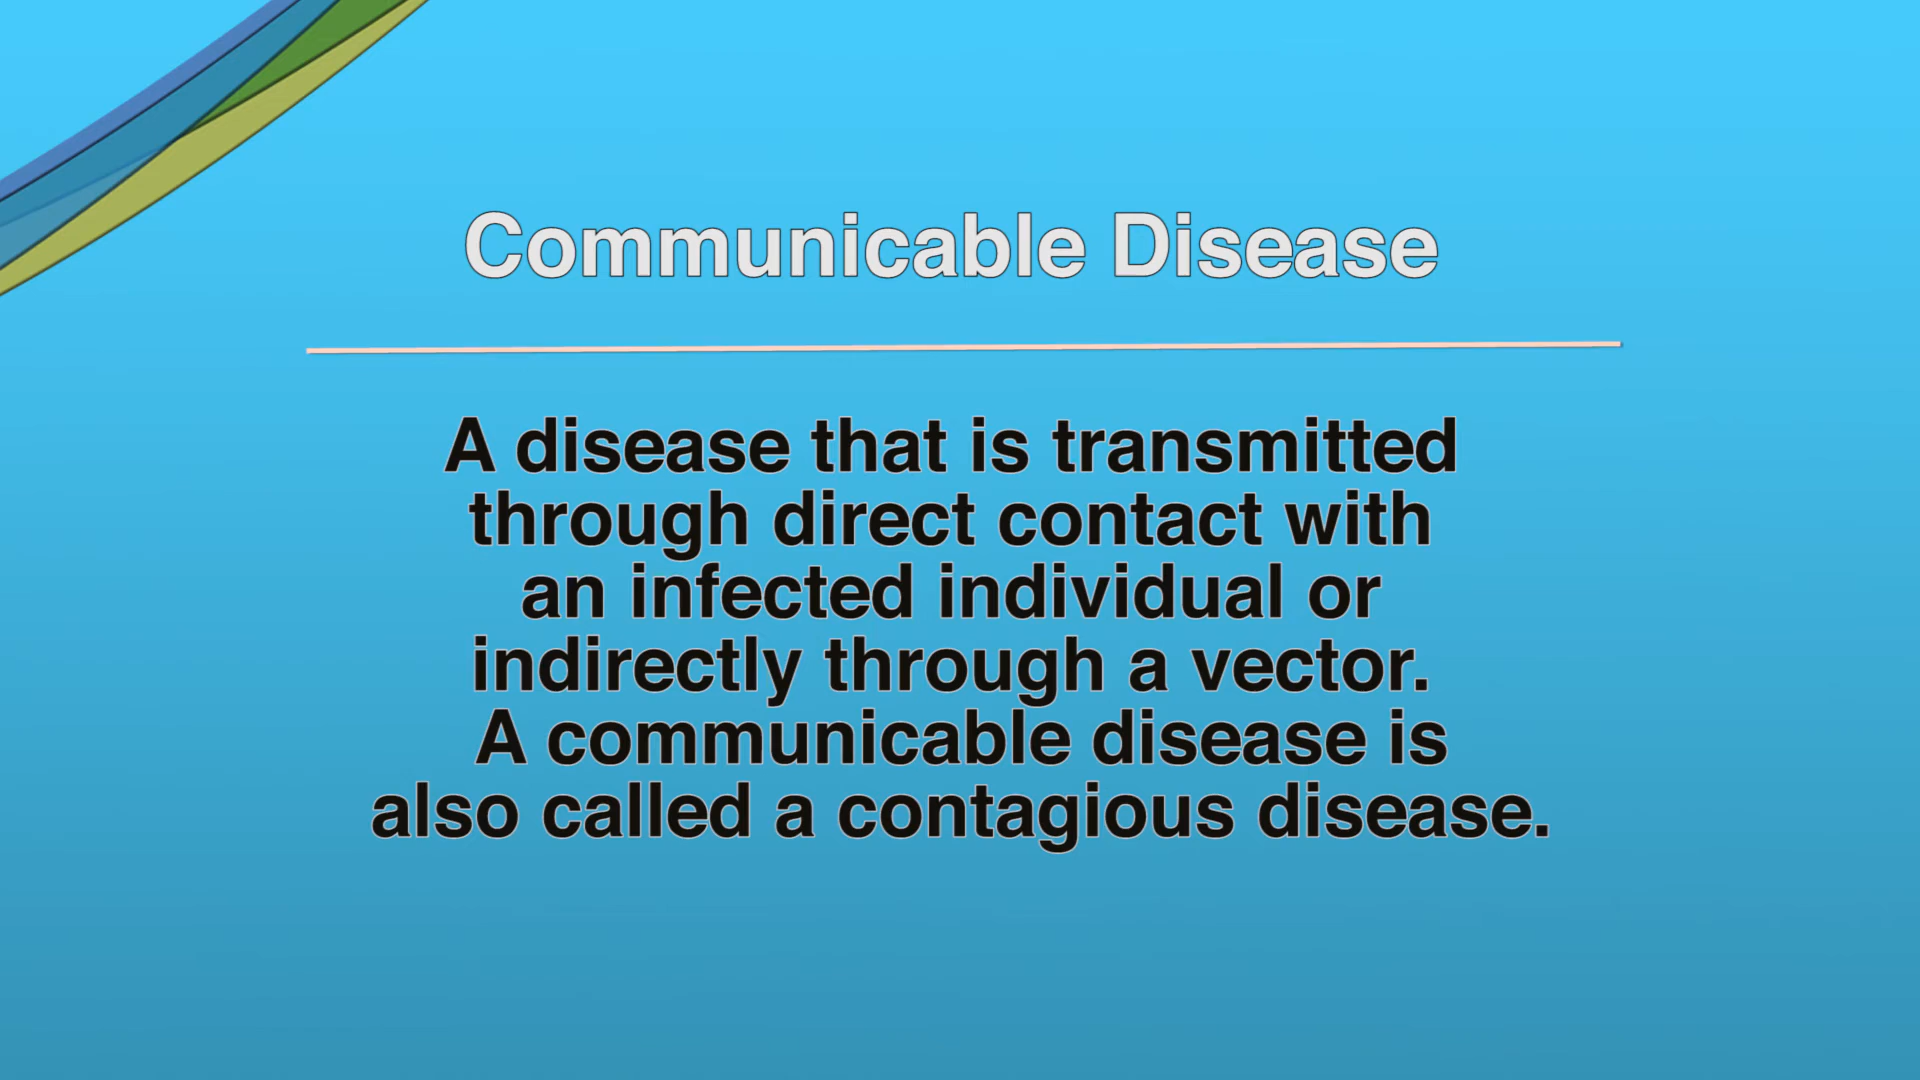 Communicable Disease
A disease that is transmitted
through direct contact with
an infected individual or
indirectly through a vector.
A communicable disease is
also called a contagious disease.